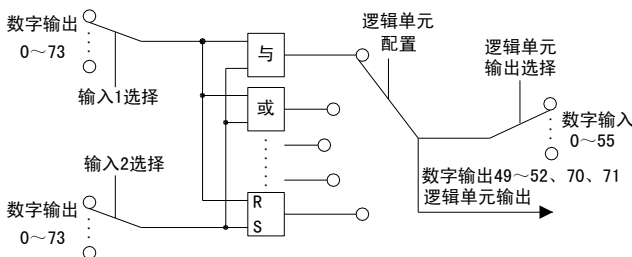 数字输出
0～73
输入1选择
输入2选择
数字输出
0～73
与
或
R
S
逻辑单元
配置
逻辑单元
输出选择
数字输入
0～55
数字输出49～52、70、71
逻辑单元输出